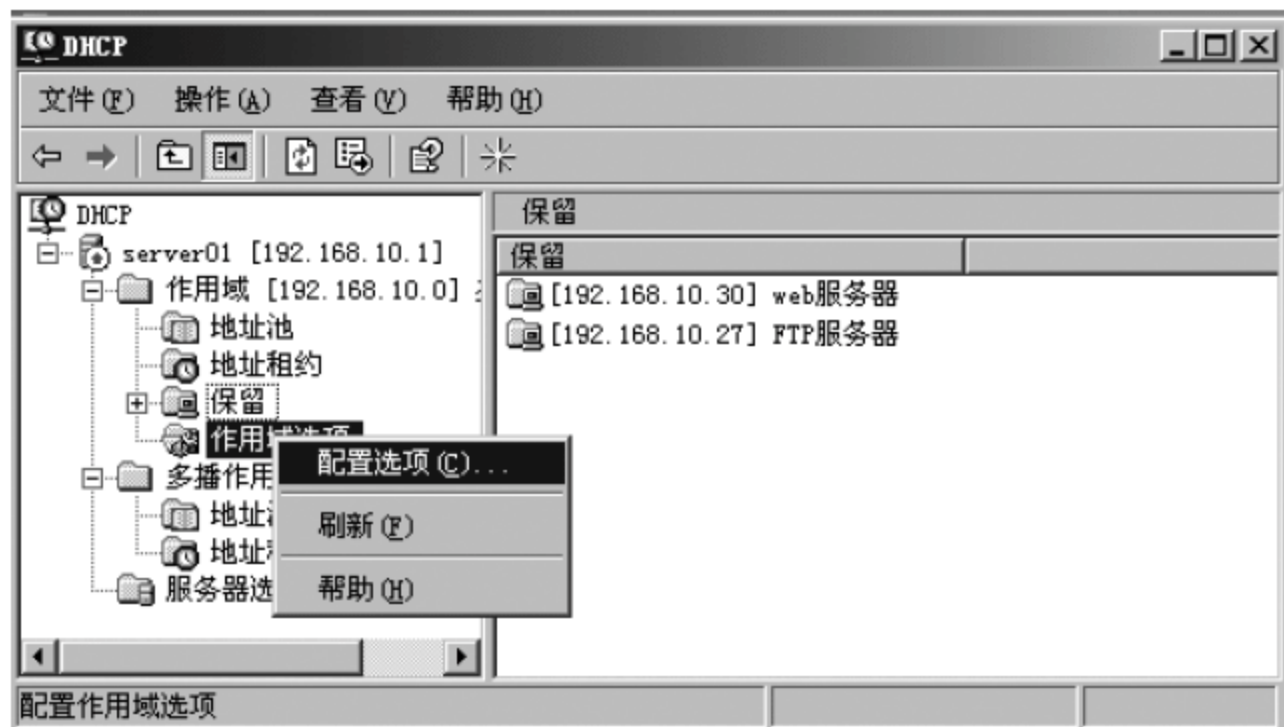 DHCP
文件(F) 操作(A) 查看(V) 帮助(H)
DHCP
server01 [192.168.10.1]
作用域 [192.168.10.0]
地址池
地址租约
保留
作用域选项
多播作用
地址
地址
服务器选
配置选项(C)...
刷新(F)
帮助(H)
保留
保留
[192.168.10.30] web服务器
[192.168.10.27] FTP服务器
配置作用域选项